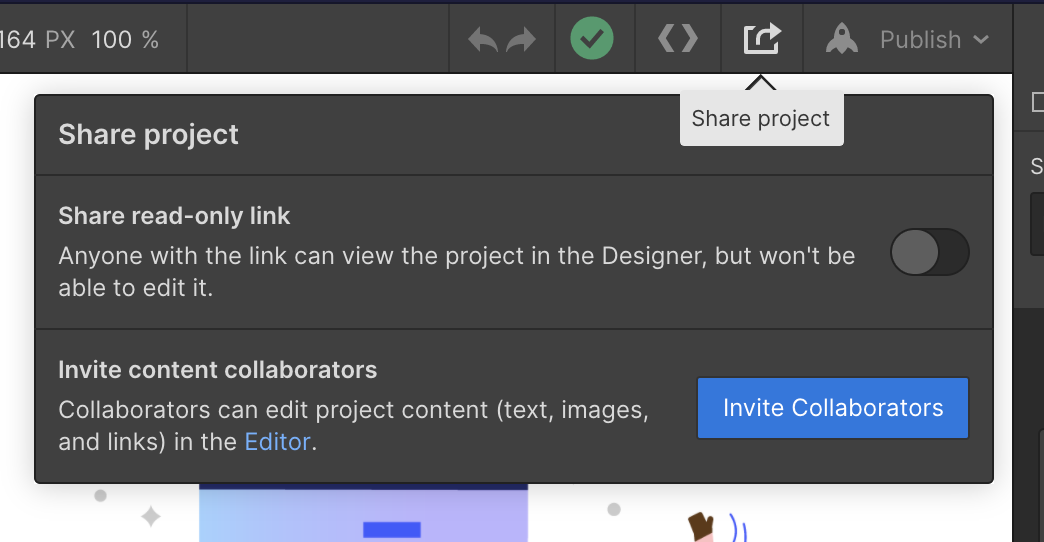 164 PX 100 %
Publish
Share project
Share project
Share read-only link
Anyone with the link can view the project in the Designer, but won't be
able to edit it.
Invite content collaborators
Collaborators can edit project content (text, images,
and links) in the Editor.
Invite Collaborators